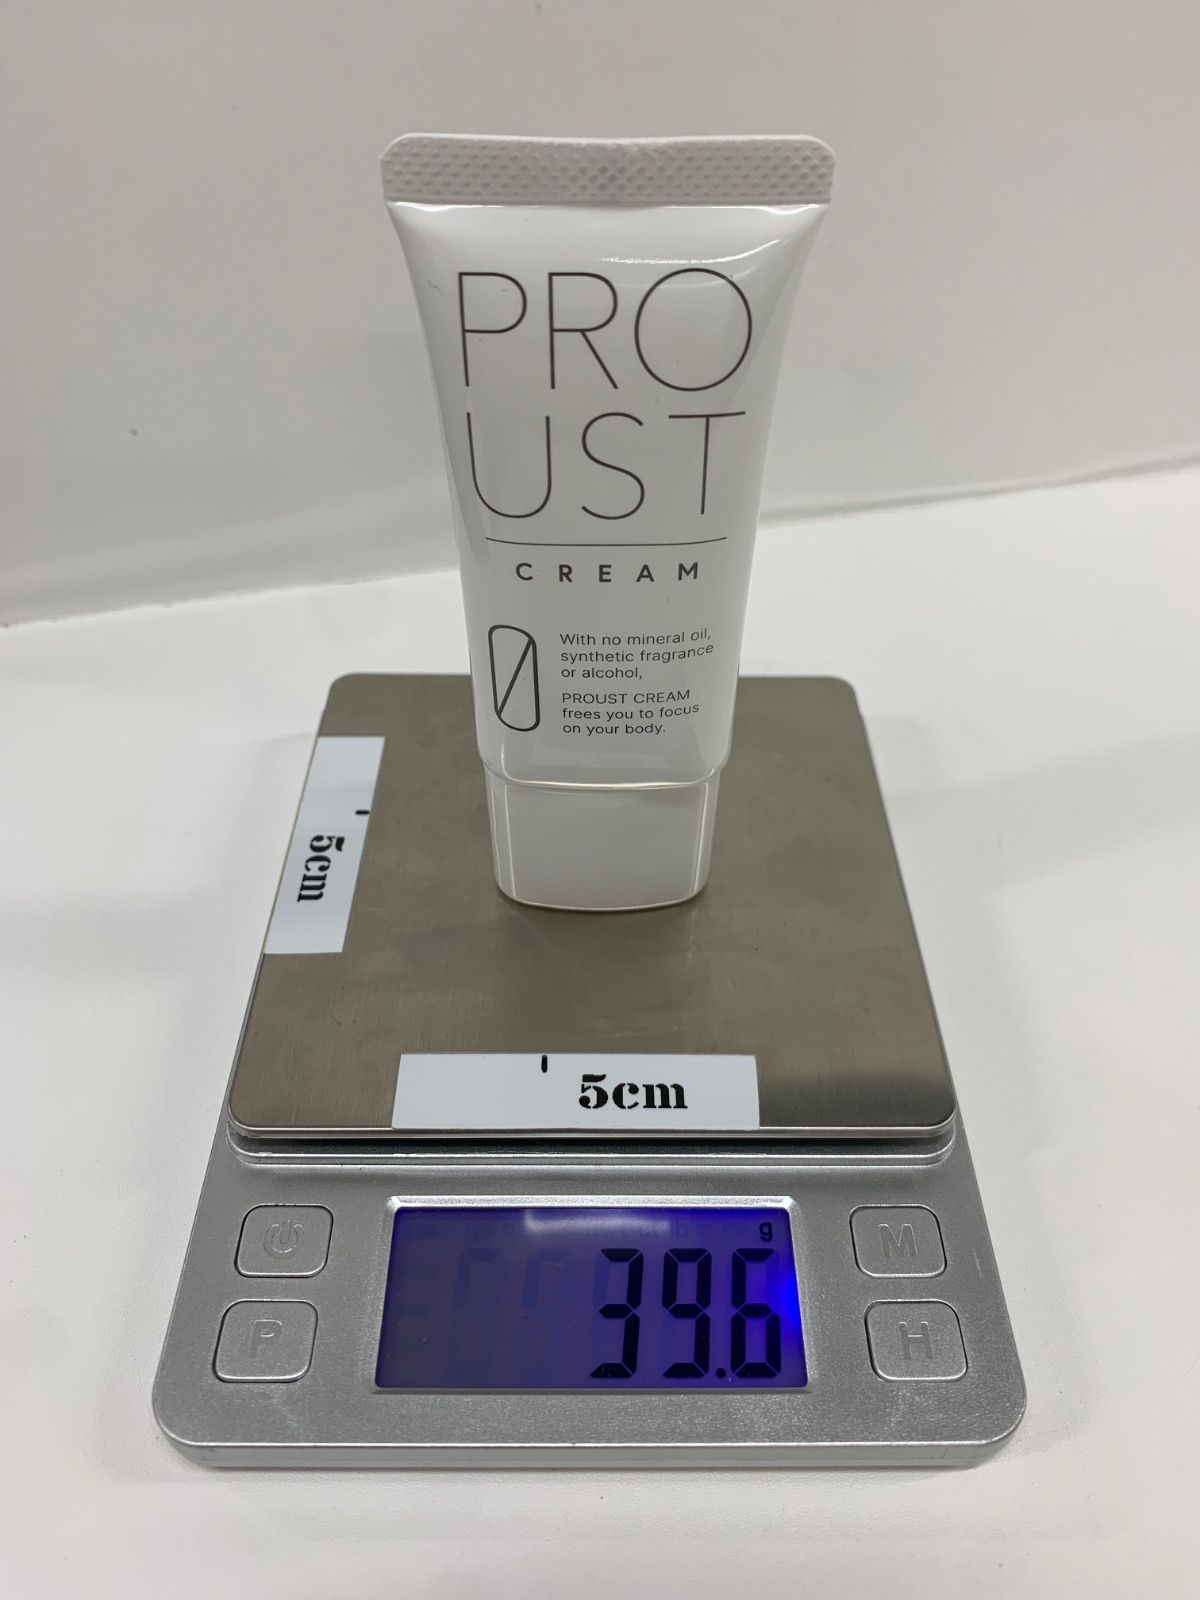 PRO
UST
CREAM
0
With no mineral oil,
synthetic fragrance
or alcohol,
PROUST CREAM
frees you to focus
on your body.
5cm
5cm
g
39.6
M
P
H